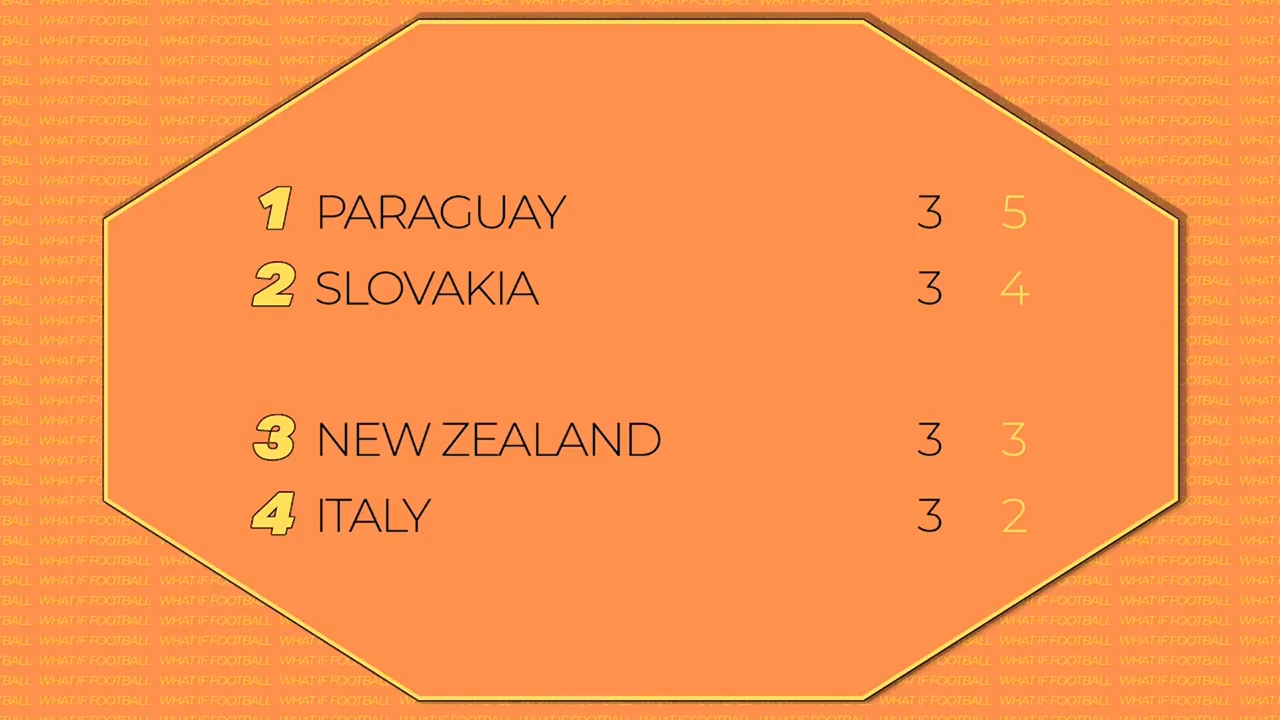 WHAT IF FOOTBALL
1 PARAGUAY 3 5
2 SLOVAKIA 3 4
3 NEW ZEALAND 3 3
4 ITALY 3 2